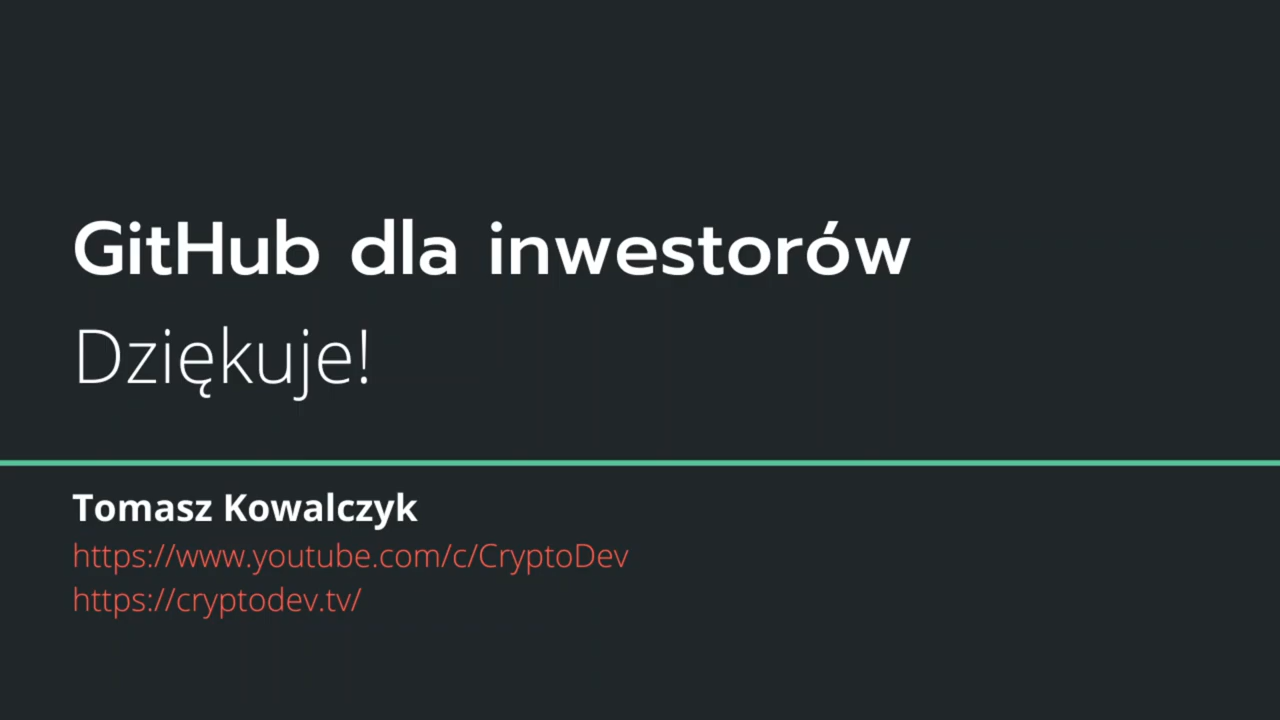 GitHub dla inwestorów
Dziękuje!
Tomasz Kowalczyk
https://www.youtube.com/c/CryptoDev
https://cryptodev.tv/